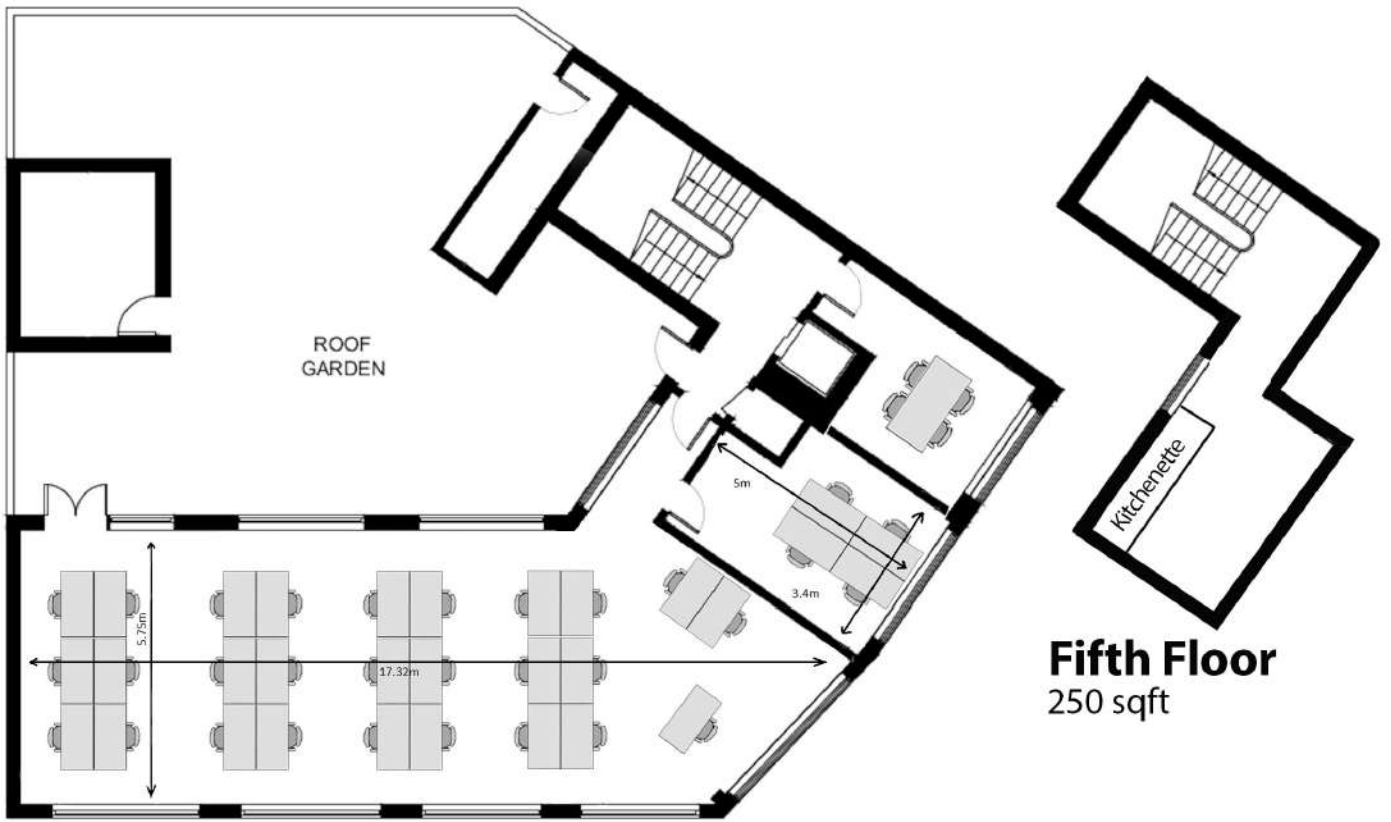 ROOF
GARDEN
5m
3.4m
5.75m
17.32m
Kitchenette
Fifth Floor
250 sqft